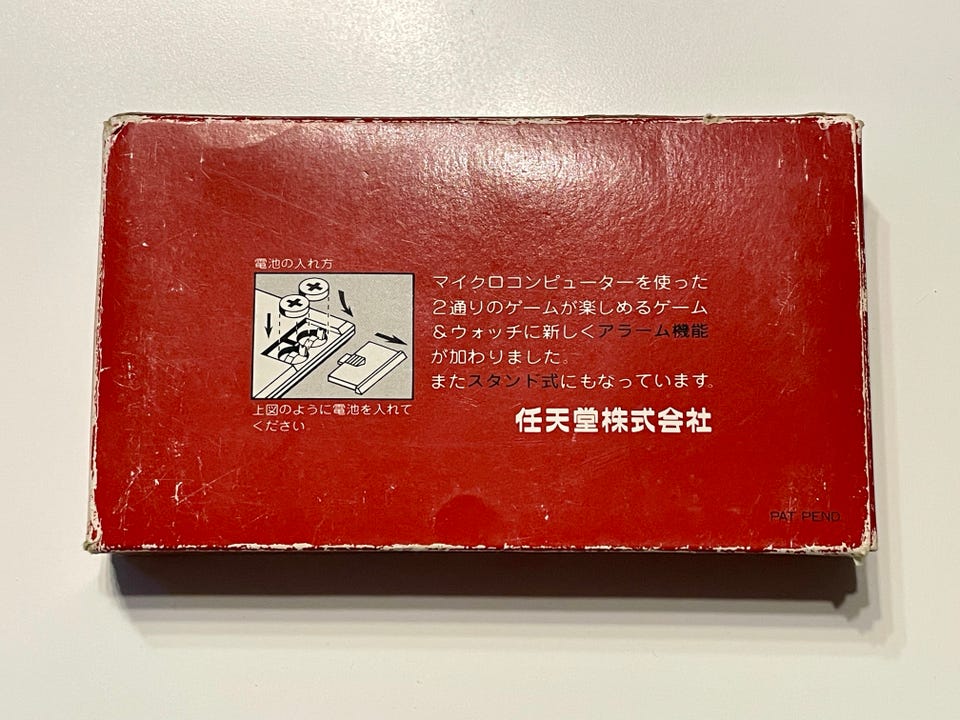 電池の入れ方
上図のように電池を入れて
ください
マイクロコンピューターを使った
2通りのゲームが楽しめるゲーム
&ウォッチに新しくアラーム機能
が加わりました。
またスタンド式にもなっています。
任天堂株式会社
PAT PEND.